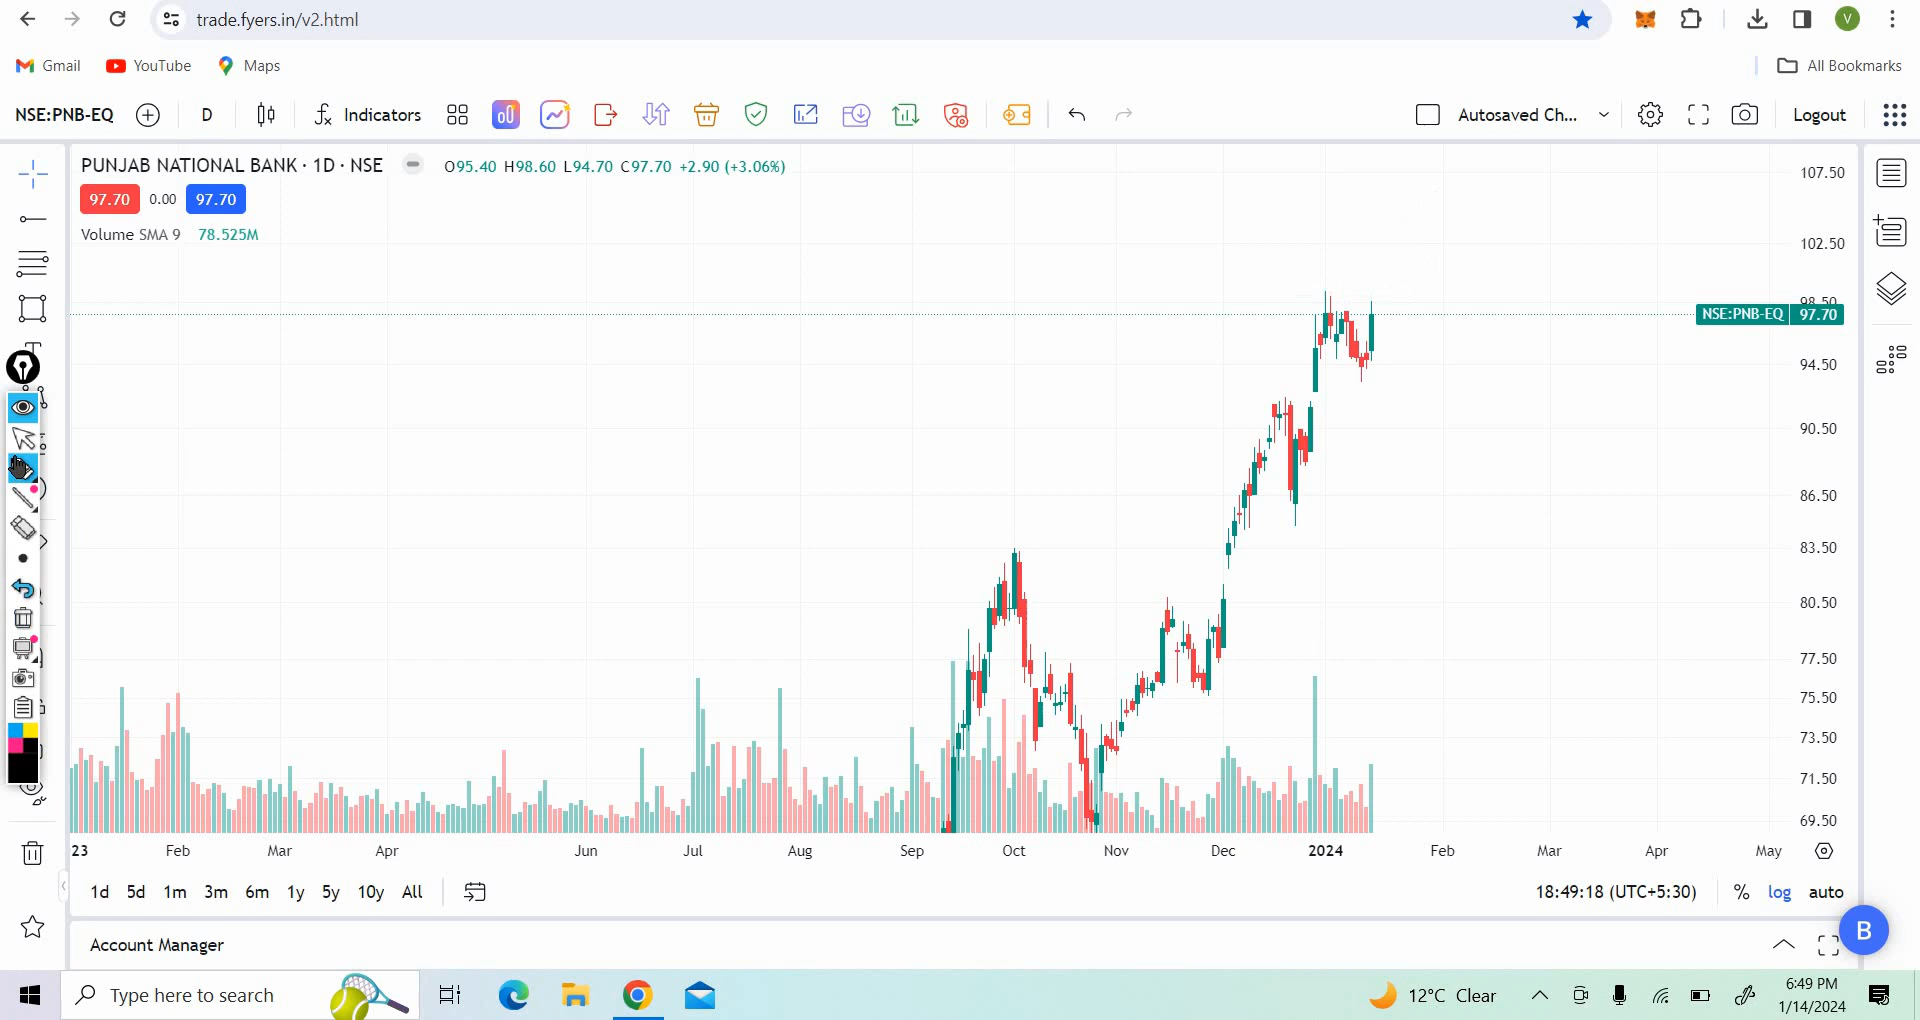 trade.fyers.in/v2.html
V
Gmail YouTube Maps All Bookmarks
NSE:PNB-EQ D Indicators Autosaved Ch... Logout
PUNJAB NATIONAL BANK · 1D · NSE O95.40 H98.60 L94.70 C97.70 +2.90 (+3.06%)
97.70 0.00 97.70
Volume SMA 9 78.525M
107.50
102.50
98.50
NSE:PNB-EQ 97.70
94.50
90.50
86.50
83.50
80.50
77.50
75.50
73.50
71.50
69.50
23 Feb Mar Apr Jun Jul Aug Sep Oct Nov Dec 2024 Feb Mar Apr May
1d 5d 1m 3m 6m 1y 5y 10y All 18:49:18 (UTC+5:30) % log auto
B
Account Manager
Type here to search 12°C Clear 6:49 PM
1/14/2024